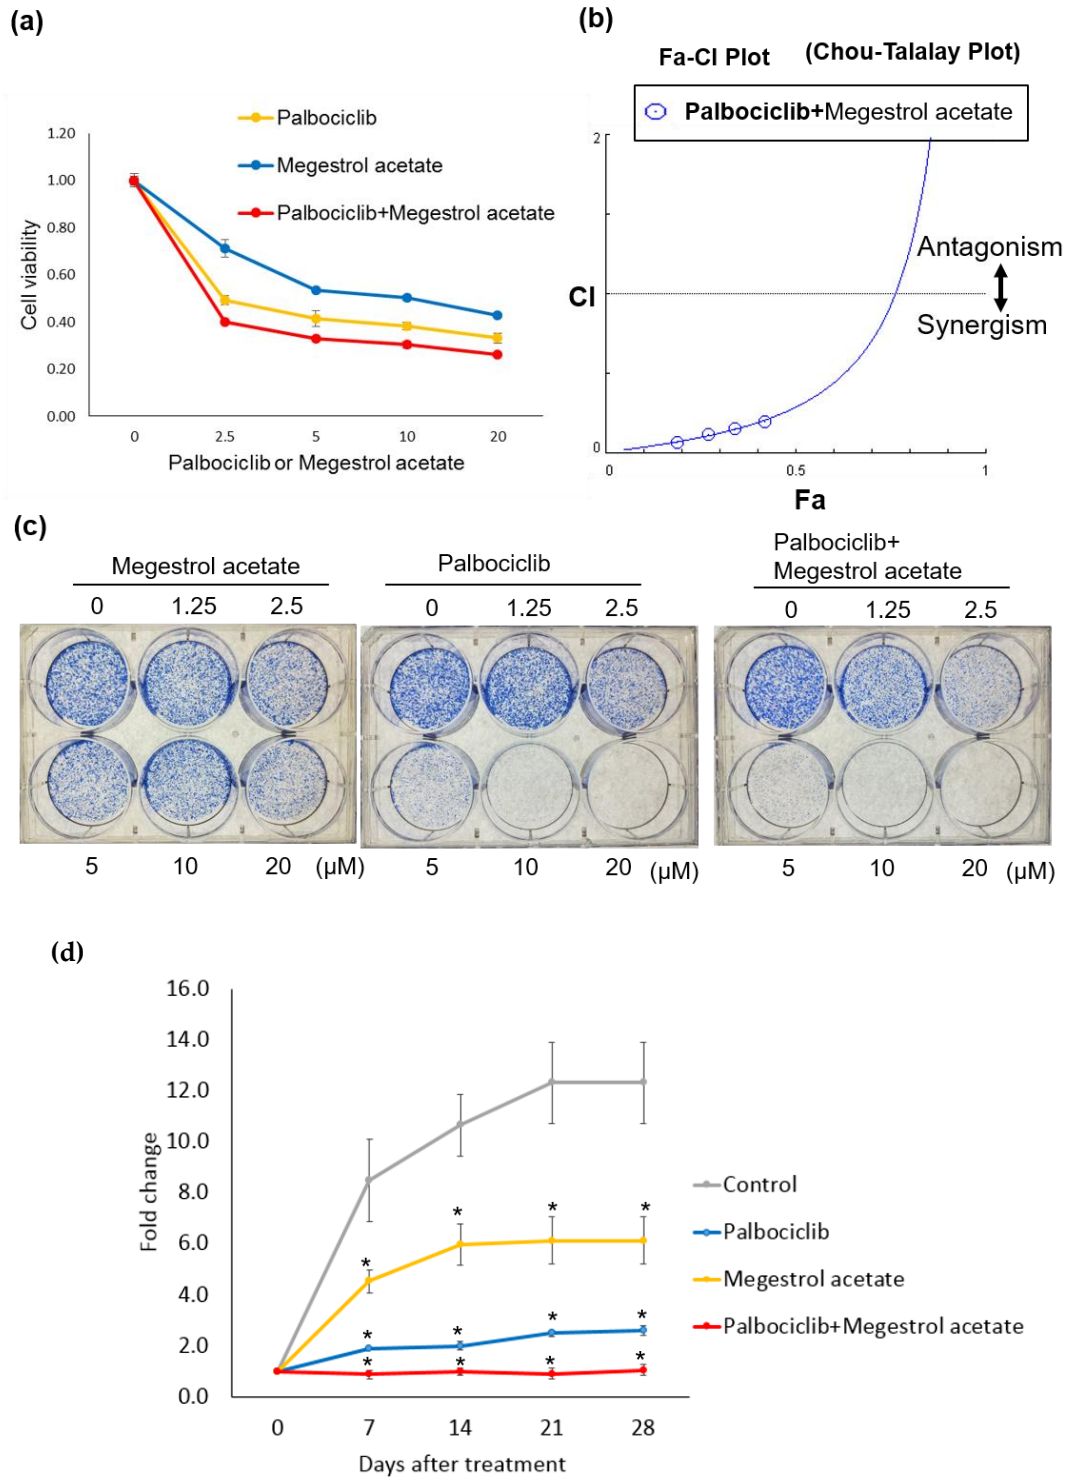 (a)
Palbociclib
Megestrol acetate
Palbociclib+Megestrol acetate
1.20
1.00
0.80
0.60
0.40
0.20
0.00
Cell viability
0 2.5 5 10 20
Palbociclib or Megestrol acetate
(b)
Fa-CI Plot (Chou-Talalay Plot)
Palbociclib+Megestrol acetate
2
CI
0
Antagonism
Synergism
0 0.5 1
Fa
(c)
Megestrol acetate
0 1.25 2.5
5 10 20 (μM)
Palbociclib
0 1.25 2.5
5 10 20 (μM)
Palbociclib+
Megestrol acetate
0 1.25 2.5
5 10 20 (μM)
(d)
16.0
14.0
12.0
10.0
8.0
6.0
4.0
2.0
0.0
Fold change
* * * *
* * * *
* * * *
Control
Palbociclib
Megestrol acetate
Palbociclib+Megestrol acetate
0 7 14 21 28
Days after treatment